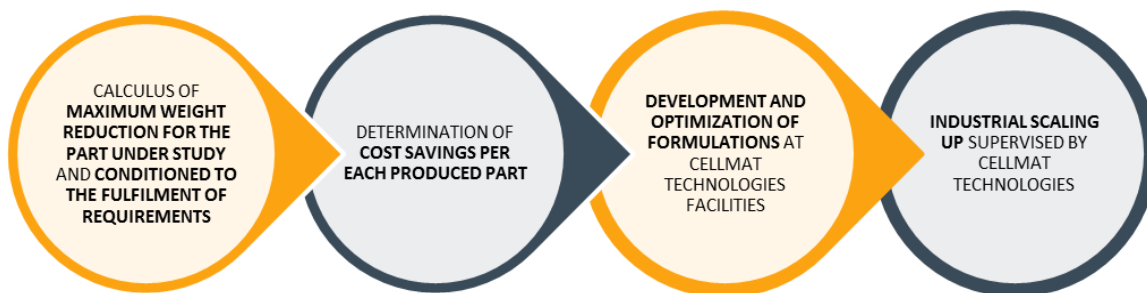 CALCULUS OF
MAXIMUM WEIGHT
REDUCTION FOR THE
PART UNDER STUDY
AND CONDITIONED TO
THE FULFILMENT OF
REQUIREMENTS
DETERMINATION OF
COST SAVINGS PER
EACH PRODUCED PART
DEVELOPMENT AND
OPTIMIZATION OF
FORMULATIONS AT
CELLMAT
TECHNOLOGIES
FACILITIES
INDUSTRIAL SCALING
UP SUPERVISED BY
CELLMAT
TECHNOLOGIES